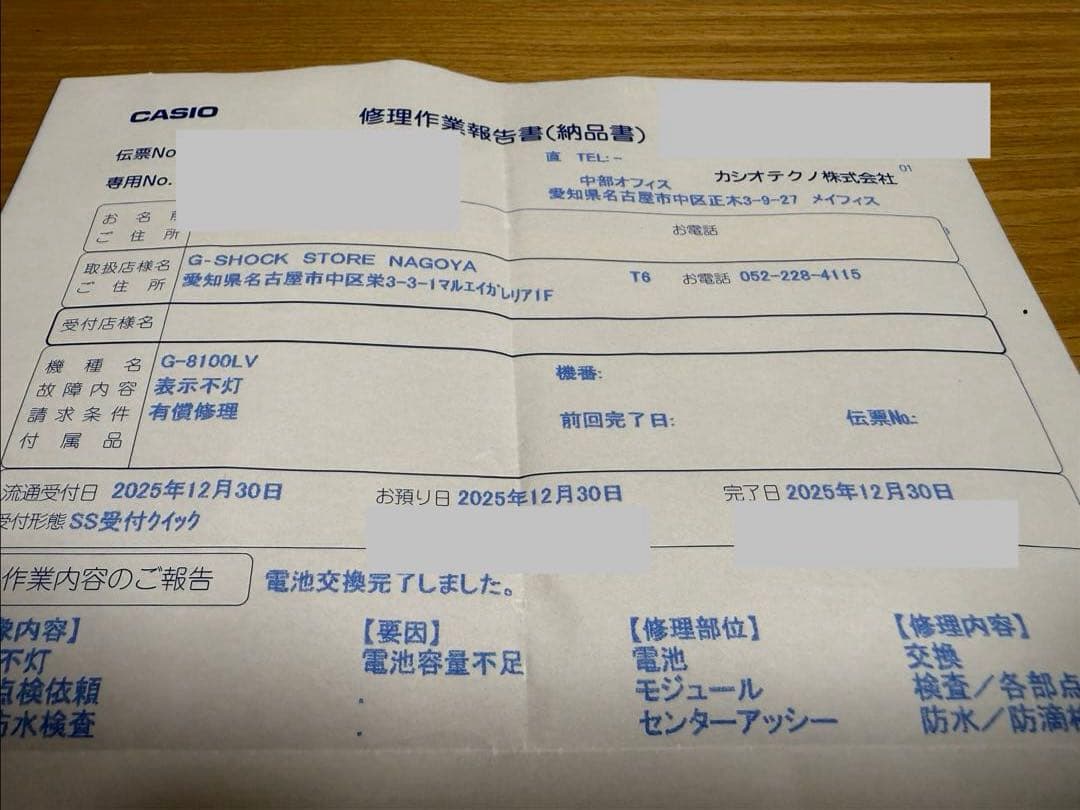 CASIO
修理作業報告書(納品書)
伝票No
専用No.
直 TEL:-
01
カシオテクノ株式会社
中部オフィス
愛知県名古屋市中区正木3-9-27 メイフィス
お名前
ご住所
お電話
取扱店様名 G-SHOCK STORE NAGOYA
ご住所 愛知県名古屋市中区栄3-3-1マルエイガレリア1F T6 お電話 052-228-4115
受付店様名
機種名 G-8100LV 機番:
故障内容 表示不灯
請求条件 有償修理 前回完了日: 伝票No.:
付属品
流通受付日 2025年12月30日 お預り日 2025年12月30日 完了日 2025年12月30日
受付形態 SS受付クイック
作業内容のご報告 電池交換完了しました。
象内容】 【要因】 【修理部位】 【修理内容】
不灯 電池容量不足 電池 交換
点検依頼 . モジュール 検査/各部点
防水検査 . センターアッシー 防水/防滴検